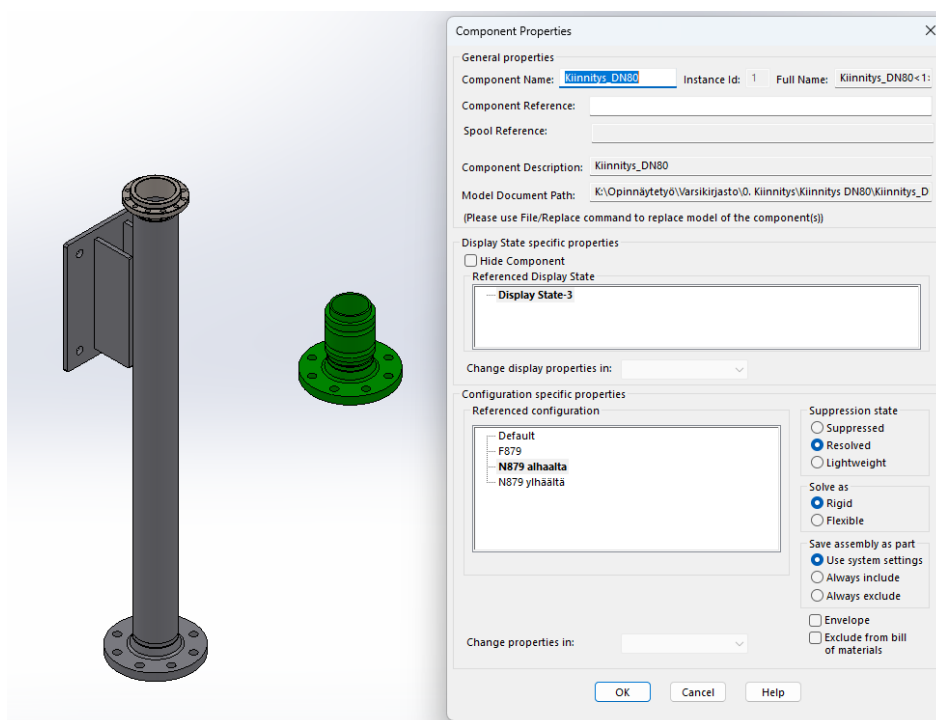 Component Properties
General properties
Component Name: Kiinnitys_DN80 Instance Id: 1 Full Name: Kiinnitys_DN80<1:
Component Reference:
Spool Reference:
Component Description: Kiinnitys_DN80
Model Document Path: K:\Opinnäytetyö\Varsikirjasto\0. Kiinnitys\Kiinnitys DN80\Kiinnitys_D
(Please use File/Replace command to replace model of the component(s))
Display State specific properties
Hide Component
Referenced Display State
Display State-3
Change display properties in:
Configuration specific properties
Referenced configuration
Default
F879
N879 alhaalta
N879 ylhäältä
Suppression state
Suppressed
Resolved
Lightweight
Solve as
Rigid
Flexible
Save assembly as part
Use system settings
Always include
Always exclude
Envelope
Exclude from bill
of materials
Change properties in:
OK Cancel Help